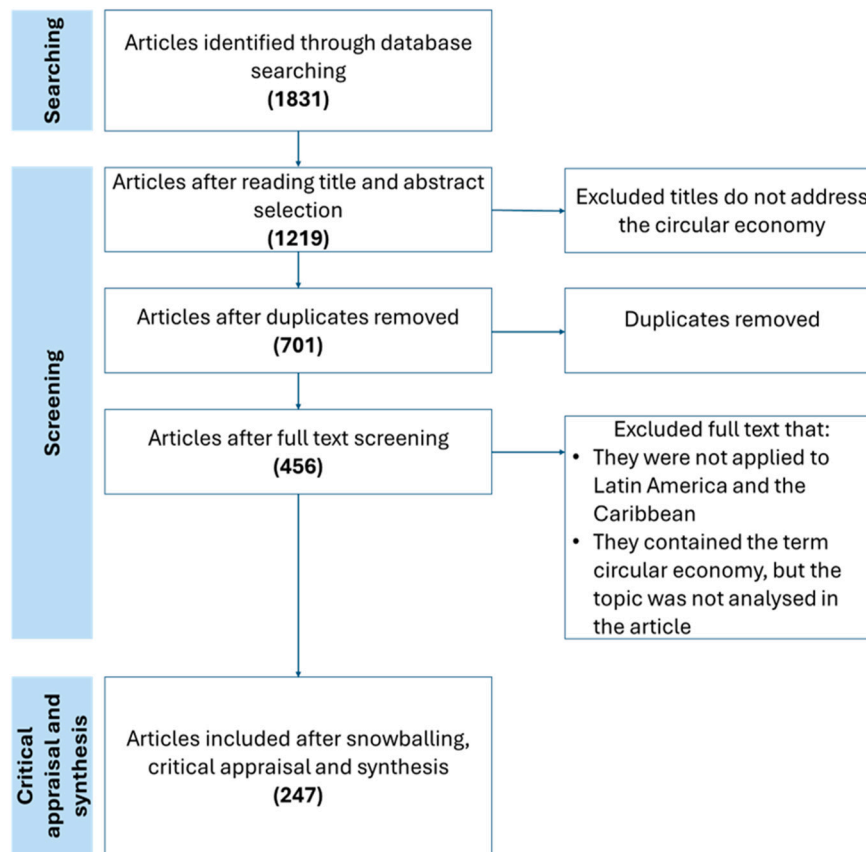 Searching
Articles identified through database
searching
(1831)
Screening
Articles after reading title and abstract
selection
(1219)
Excluded titles do not address
the circular economy
Articles after duplicates removed
(701)
Duplicates removed
Articles after full text screening
(456)
Excluded full text that:
• They were not applied to
Latin America and the
Caribbean
• They contained the term
circular economy, but the
topic was not analysed in
the article
Critical
appraisal and
synthesis
Articles included after snowballing,
critical appraisal and synthesis
(247)